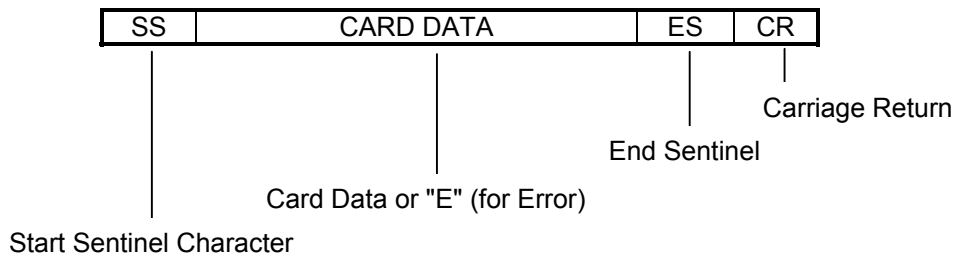 SS CARD DATA ES CR
Carriage Return
End Sentinel
Card Data or "E" (for Error)
Start Sentinel Character